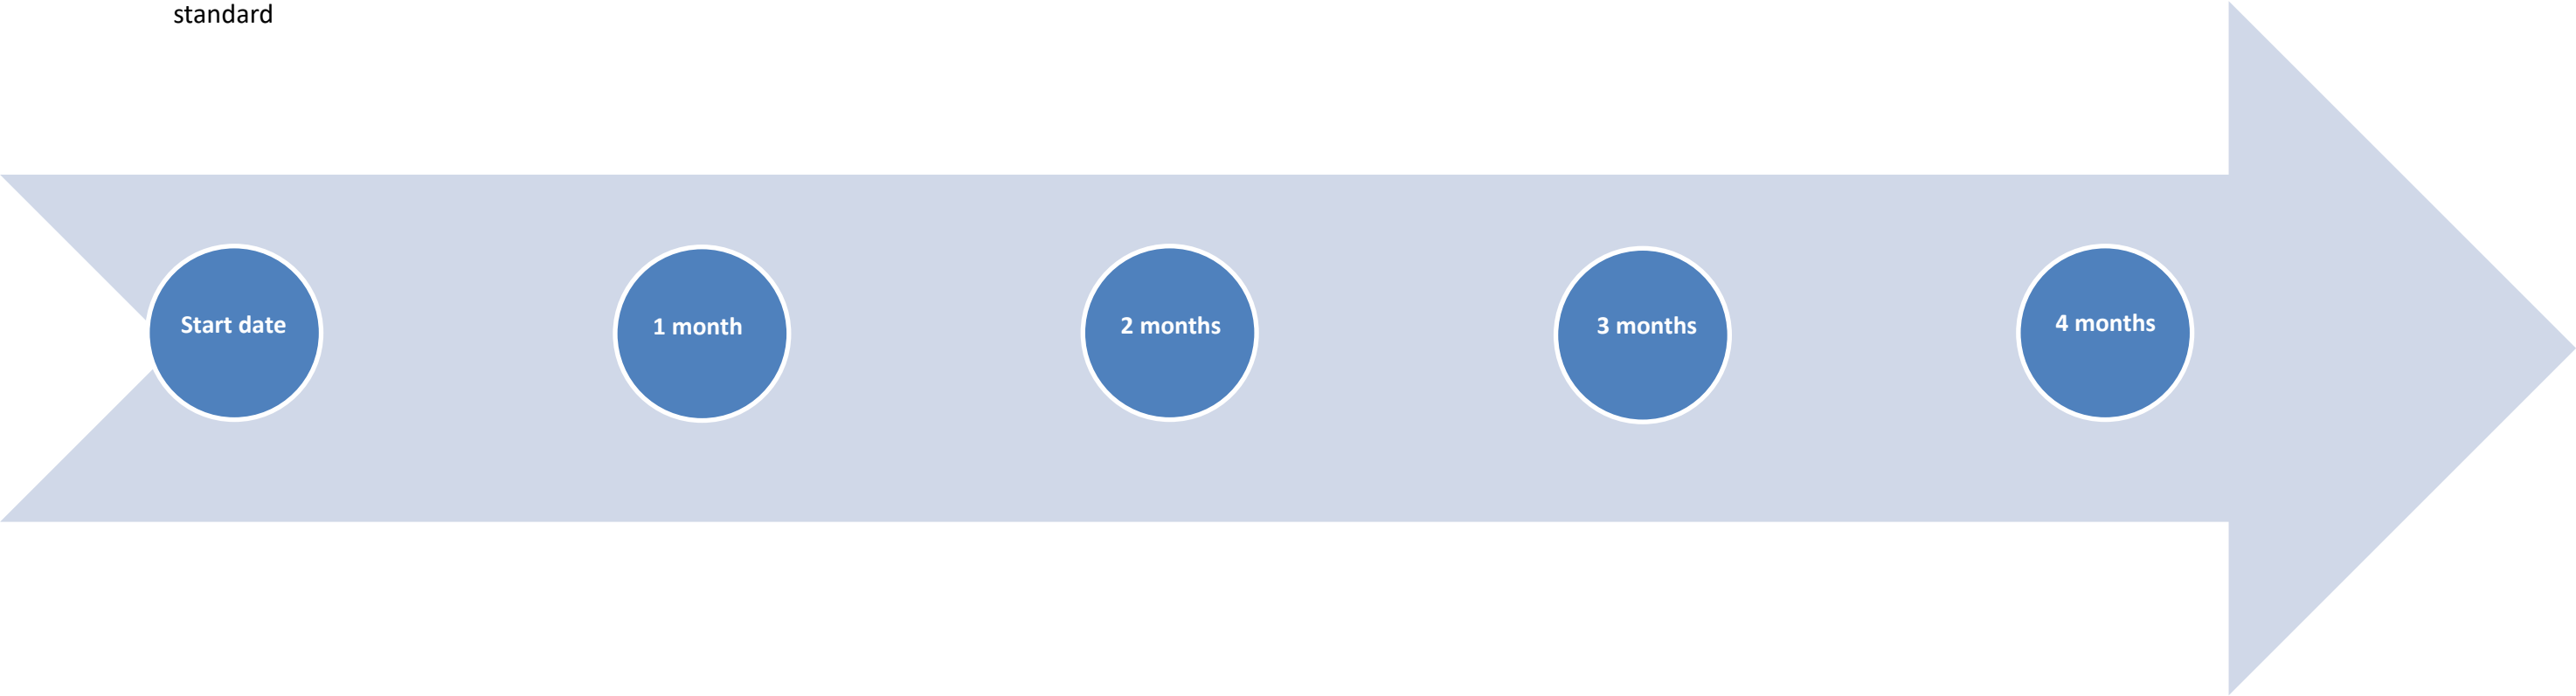 standard
Start date
1 month
2 months
3 months
4 months